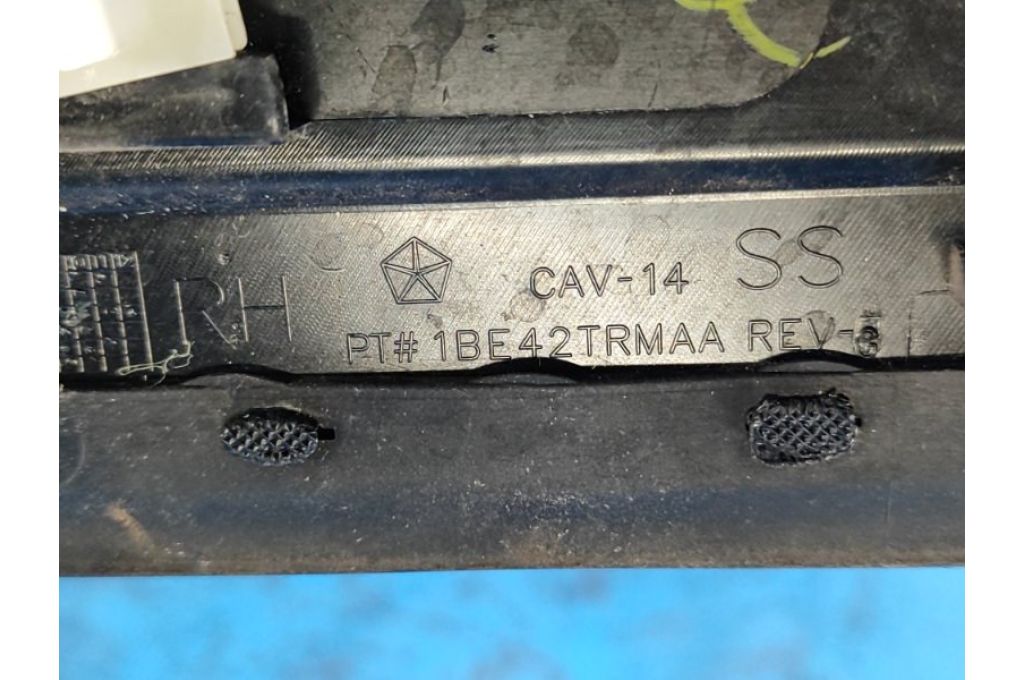 RH CAV-14 SS
PT# 1BE42TRMAA REV-